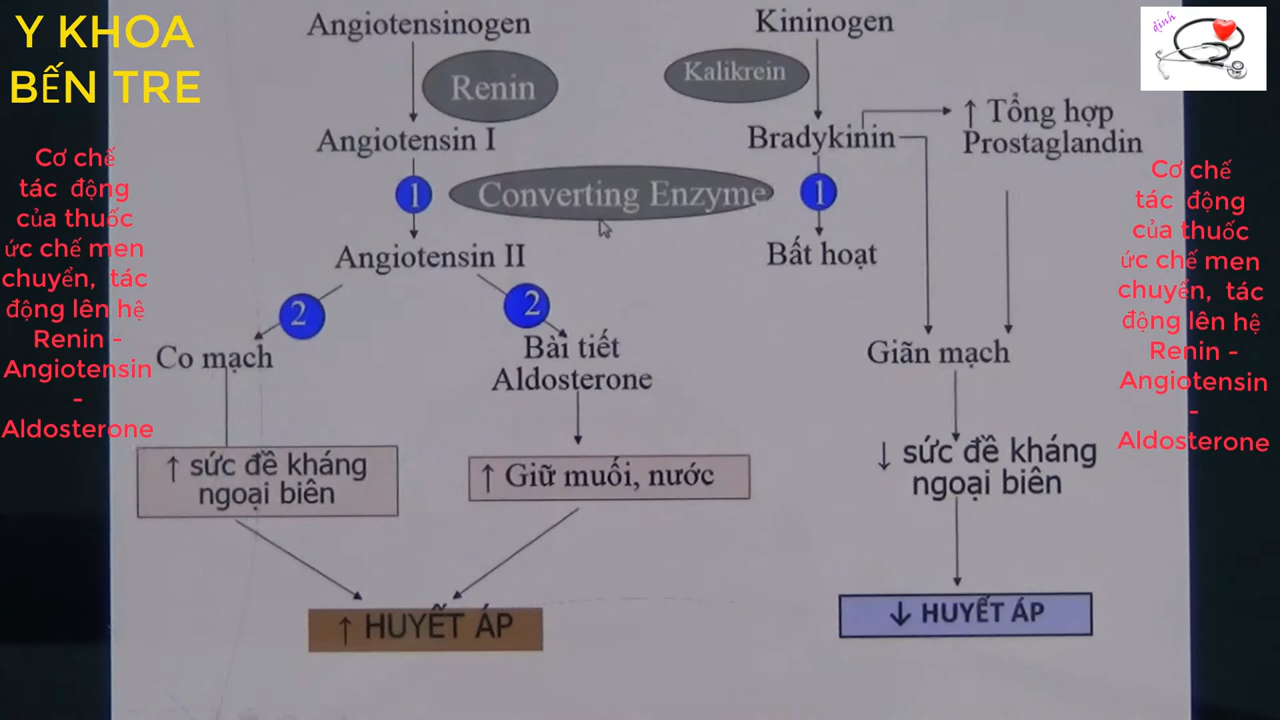 Y KHOA
BẾN TRE
Cơ chế
tác động
của thuốc
ức chế men
chuyển, tác
động lên hệ
Renin -
Angiotensin
-
Aldosterone
Angiotensinogen
Renin
Angiotensin I
1
Converting Enzyme
Angiotensin II
2
2
Co mạch
Bài tiết
Aldosterone
↑ sức đề kháng
ngoại biên
↑ Giữ muối, nước
↑ HUYẾT ÁP
Kininogen
Kalikrein
Bradykinin
↑ Tổng hợp
Prostaglandin
1
Bất hoạt
Giãn mạch
↓ sức đề kháng
ngoại biên
↓ HUYẾT ÁP
định
Cơ chế
tác động
của thuốc
ức chế men
chuyển, tác
động lên hệ
Renin -
Angiotensin
-
Aldosterone